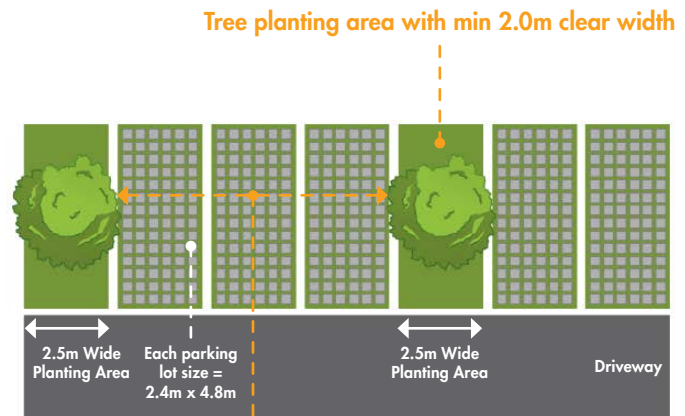 Tree planting area with min 2.0m clear width
2.5m Wide
Planting Area
Each parking
lot size =
2.4m x 4.8m
2.5m Wide
Planting Area
Driveway